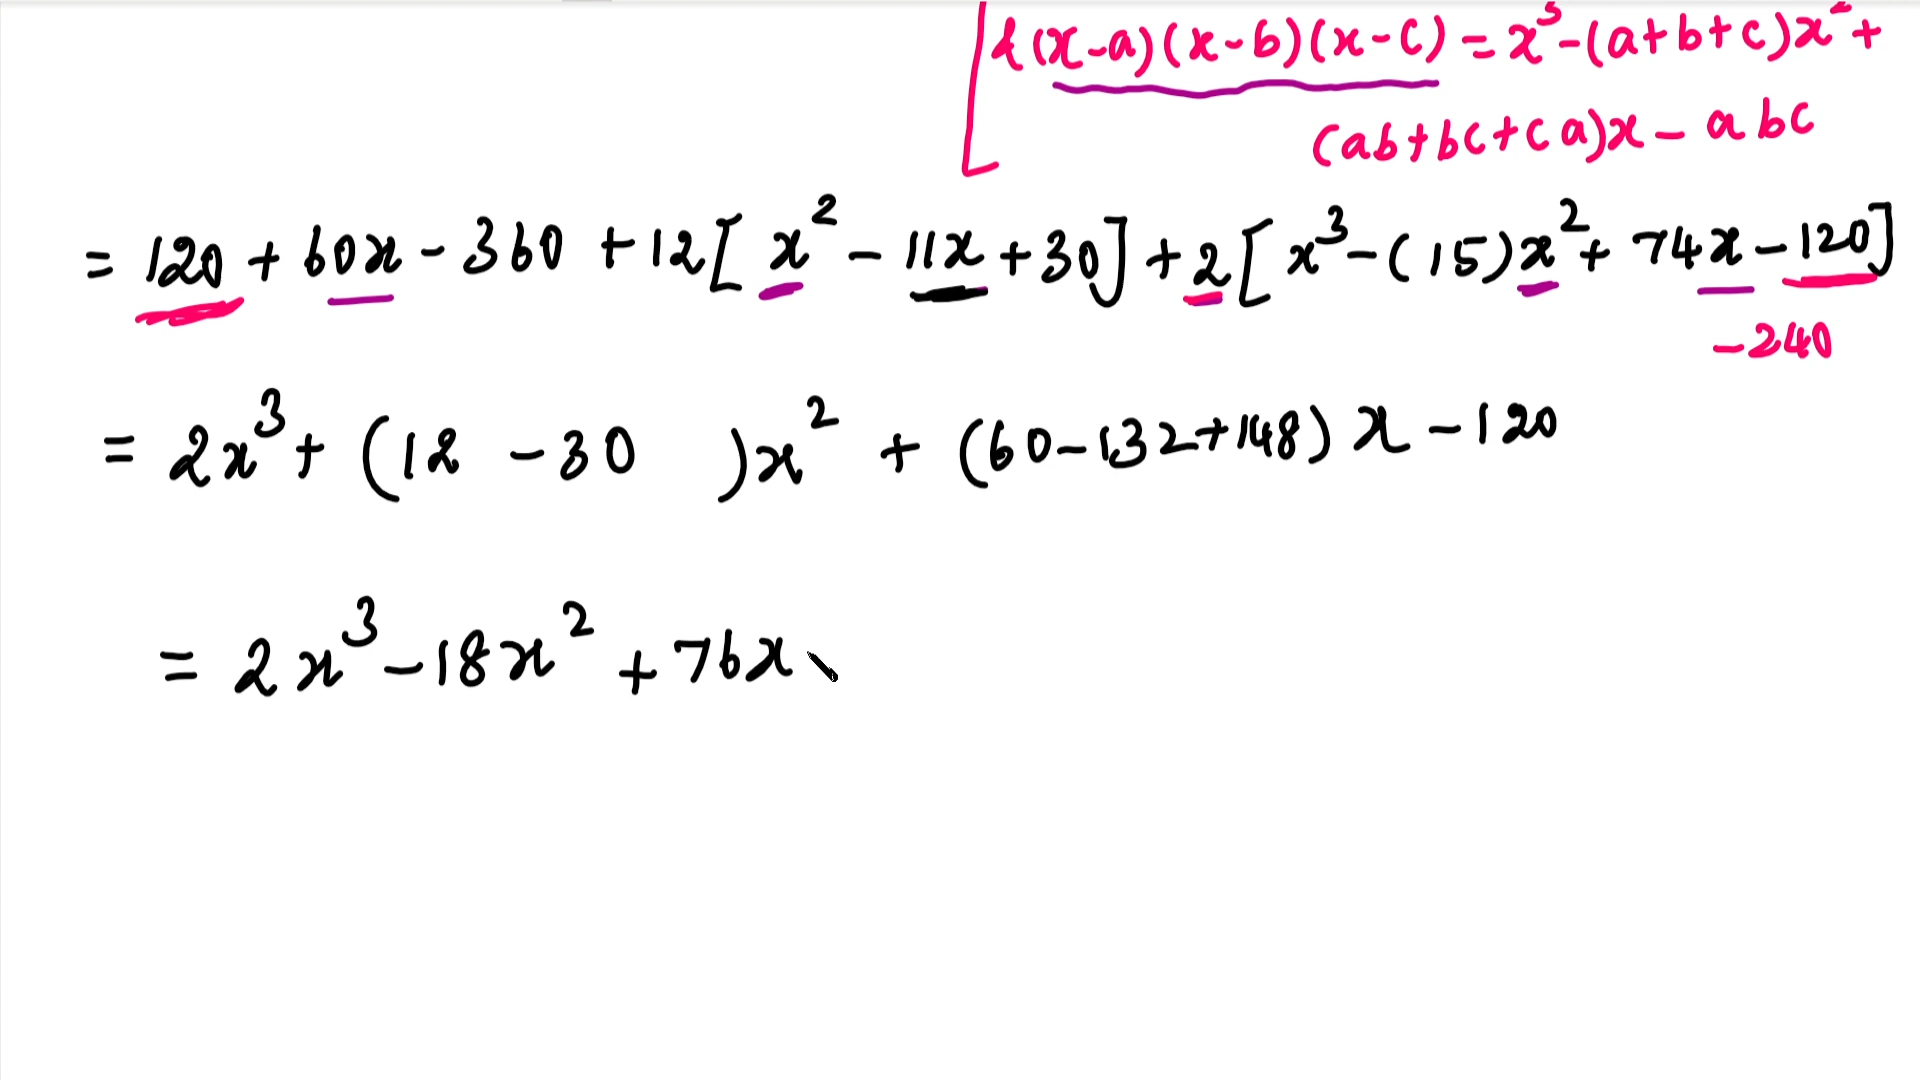 & (x-a)(x-b)(x-c) = x³-(a+b+c)x²+
(ab+bc+ca)x - abc
= 120 + 60x - 360 + 12[x² - 11x + 30] + 2[x³-(15)x²+ 74x - 120]
-240
= 2x³ + (12 - 30 )x² + (60-132+148)x - 120
= 2x³ - 18x² + 76x